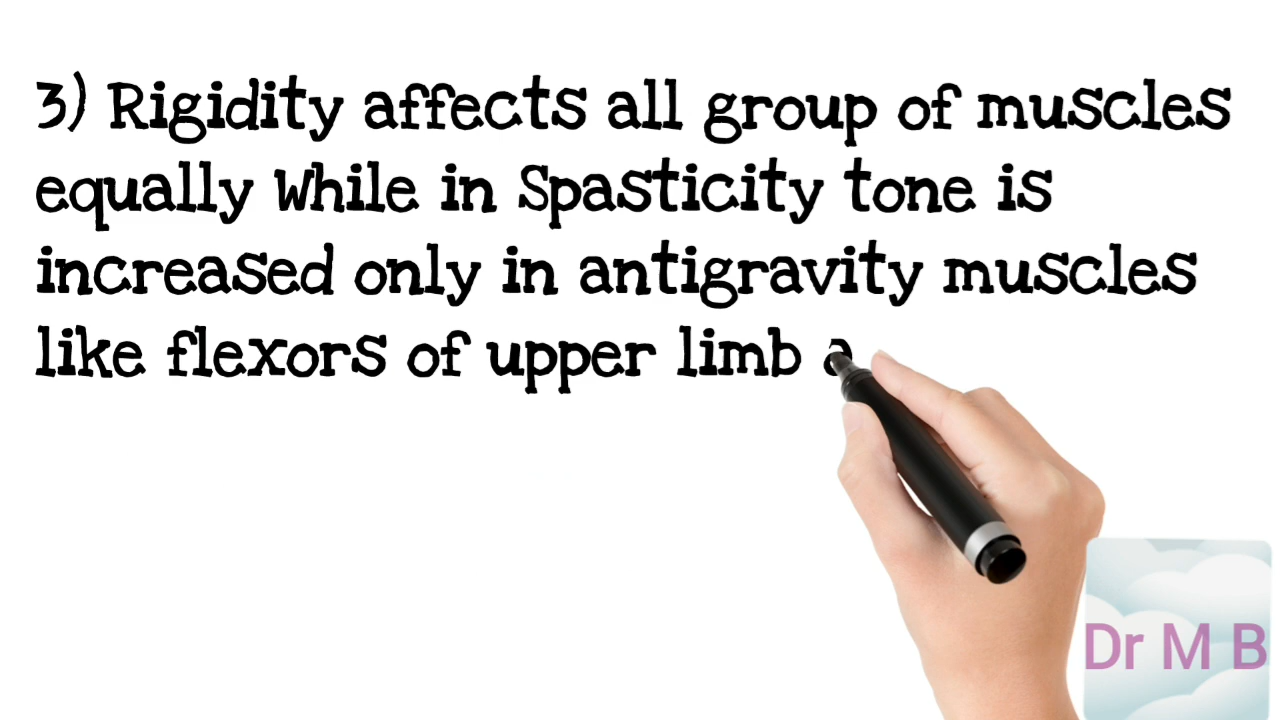 3) Rigidity affects all group of muscles
equally While in Spasticity tone is
increased only in antigravity muscles
like flexors of upper limb a
Dr M B